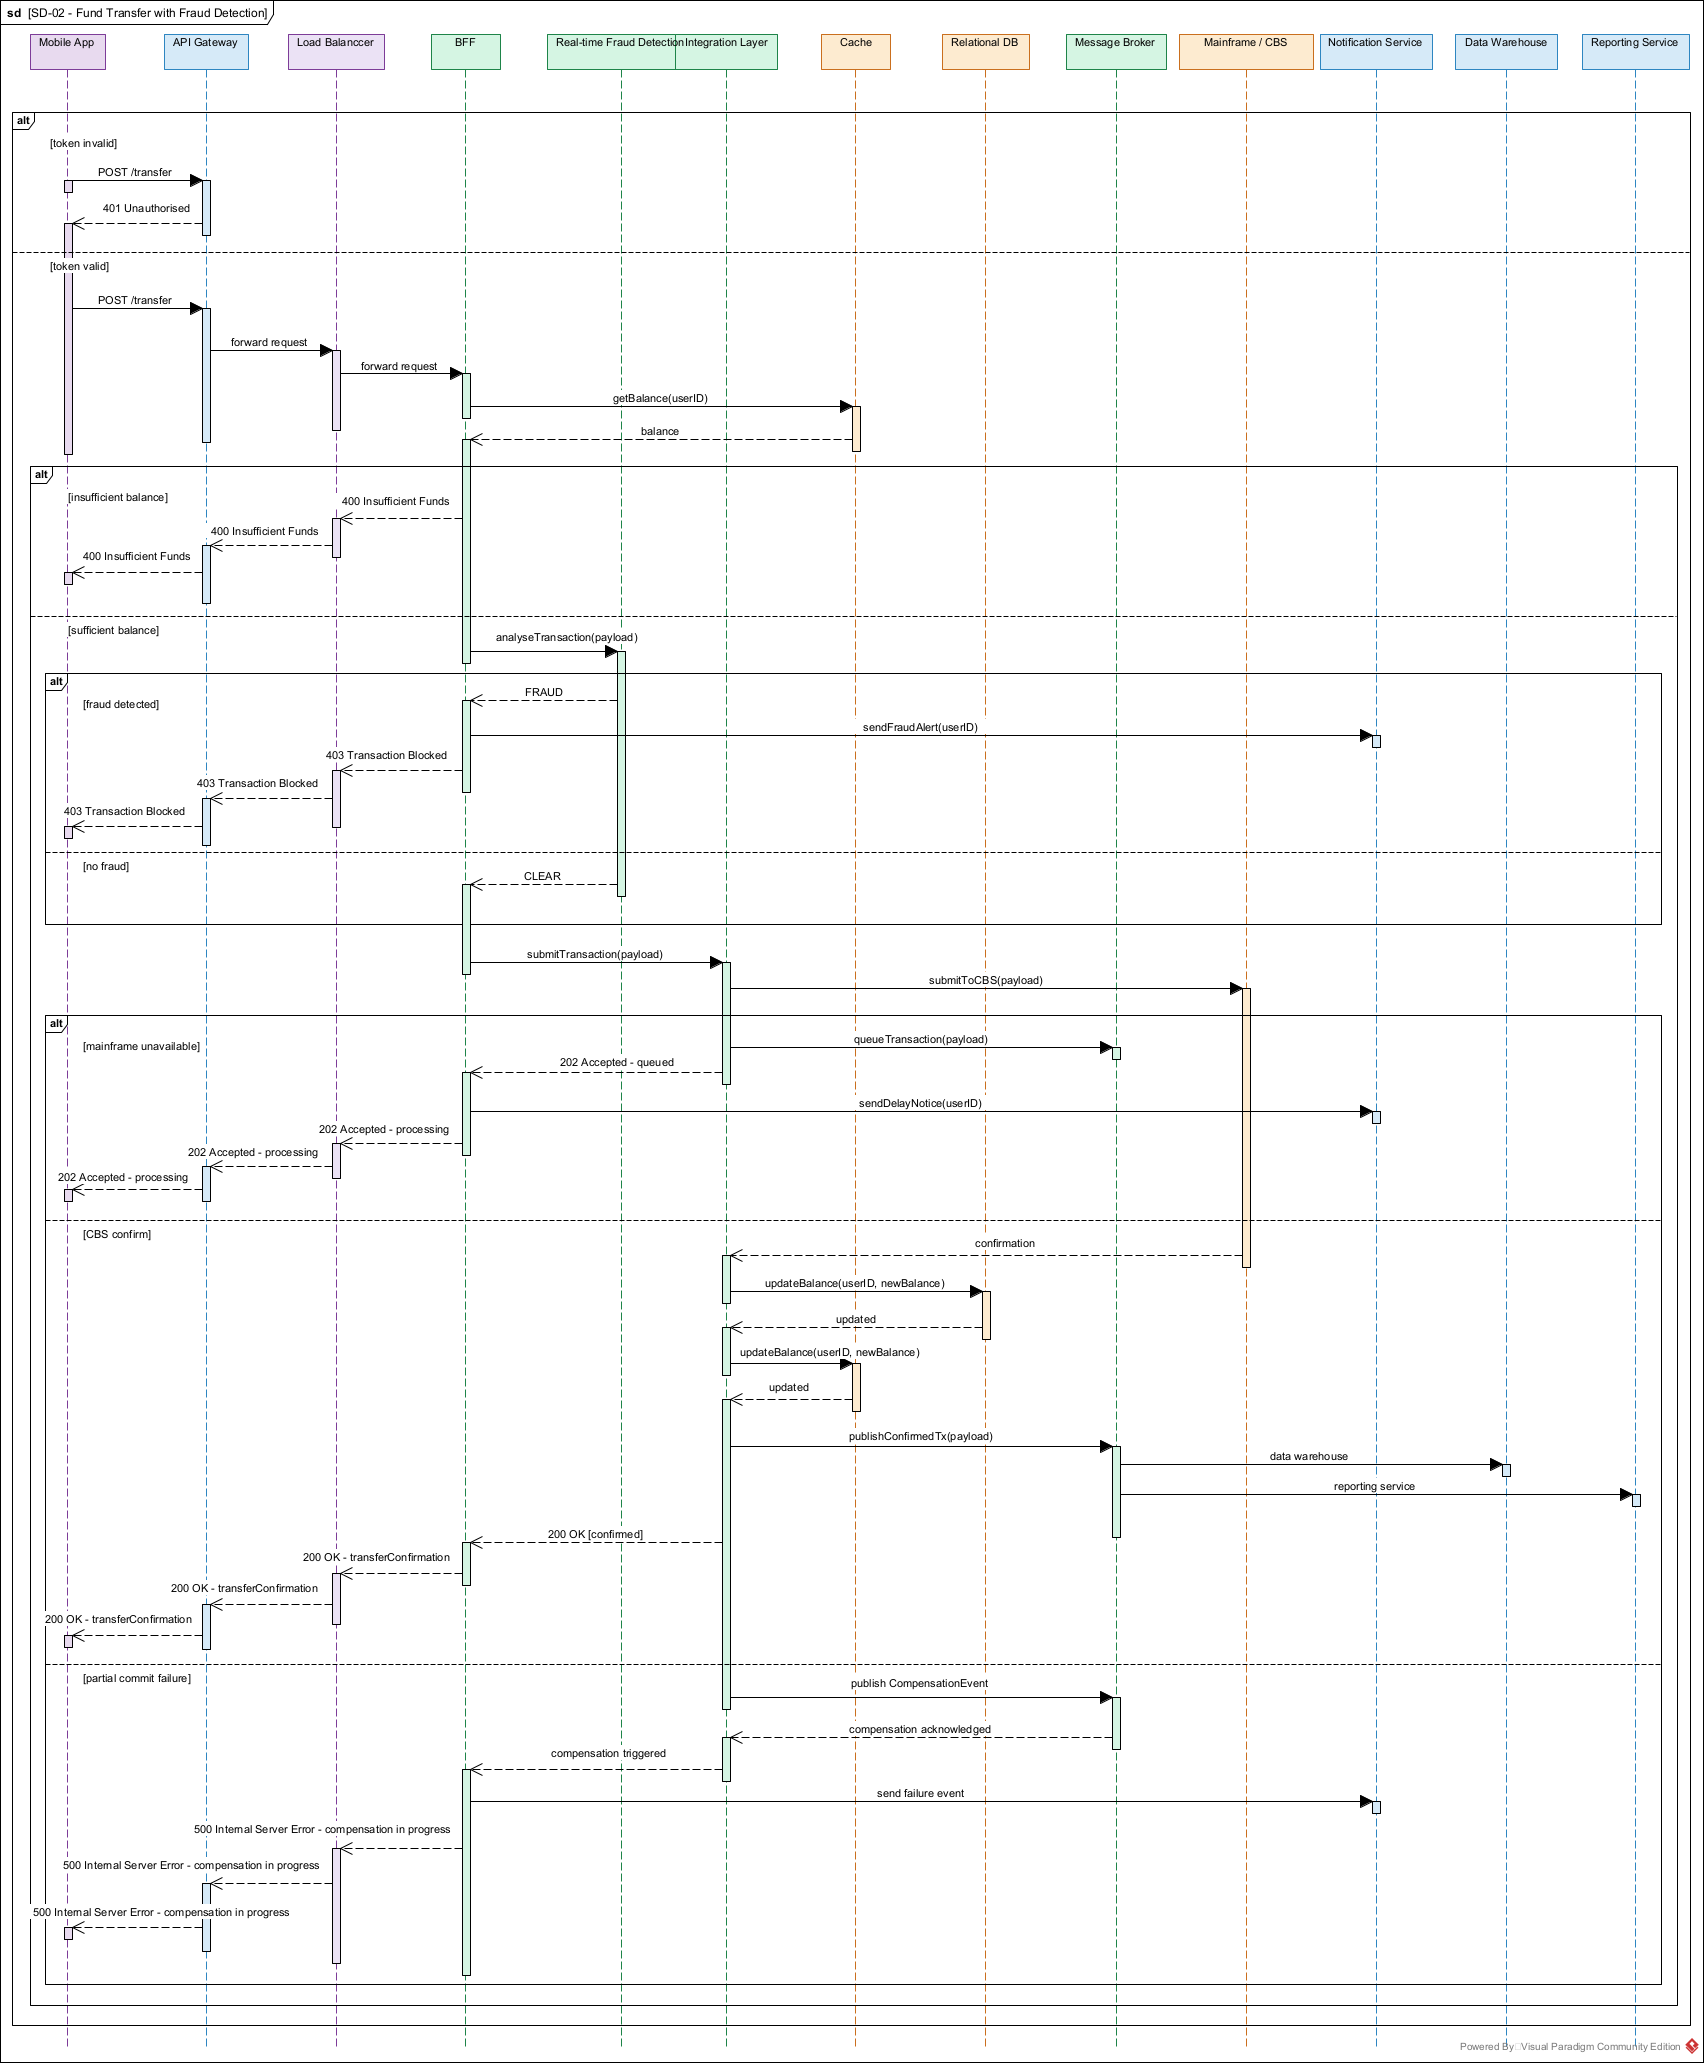 sd [SD-02 - Fund Transfer with Fraud Detection]
Mobile App
API Gateway
Load Balanccer
BFF
Real-time Fraud Detection
Integration Layer
Cache
Relational DB
Message Broker
Mainframe / CBS
Notification Service
Data Warehouse
Reporting Service
alt
[token invalid]
POST /transfer
401 Unauthorised
[token valid]
POST /transfer
forward request
forward request
getBalance(userID)
balance
alt
[insufficient balance]
400 Insufficient Funds
400 Insufficient Funds
400 Insufficient Funds
[sufficient balance]
analyseTransaction(payload)
alt
FRAUD
[fraud detected]
sendFraudAlert(userID)
403 Transaction Blocked
403 Transaction Blocked
403 Transaction Blocked
[no fraud]
CLEAR
submitTransaction(payload)
submitToCBS(payload)
alt
[mainframe unavailable]
queueTransaction(payload)
202 Accepted - queued
sendDelayNotice(userID)
202 Accepted - processing
202 Accepted - processing
202 Accepted - processing
[CBS confirm]
confirmation
updateBalance(userID, newBalance)
updated
updateBalance(userID, newBalance)
updated
publishConfirmedTx(payload)
data warehouse
reporting service
200 OK [confirmed]
200 OK - transferConfirmation
200 OK - transferConfirmation
200 OK - transferConfirmation
[partial commit failure]
publish CompensationEvent
compensation acknowledged
compensation triggered
send failure event
500 Internal Server Error - compensation in progress
500 Internal Server Error - compensation in progress
500 Internal Server Error - compensation in progress
Powered By Visual Paradigm Community Edition